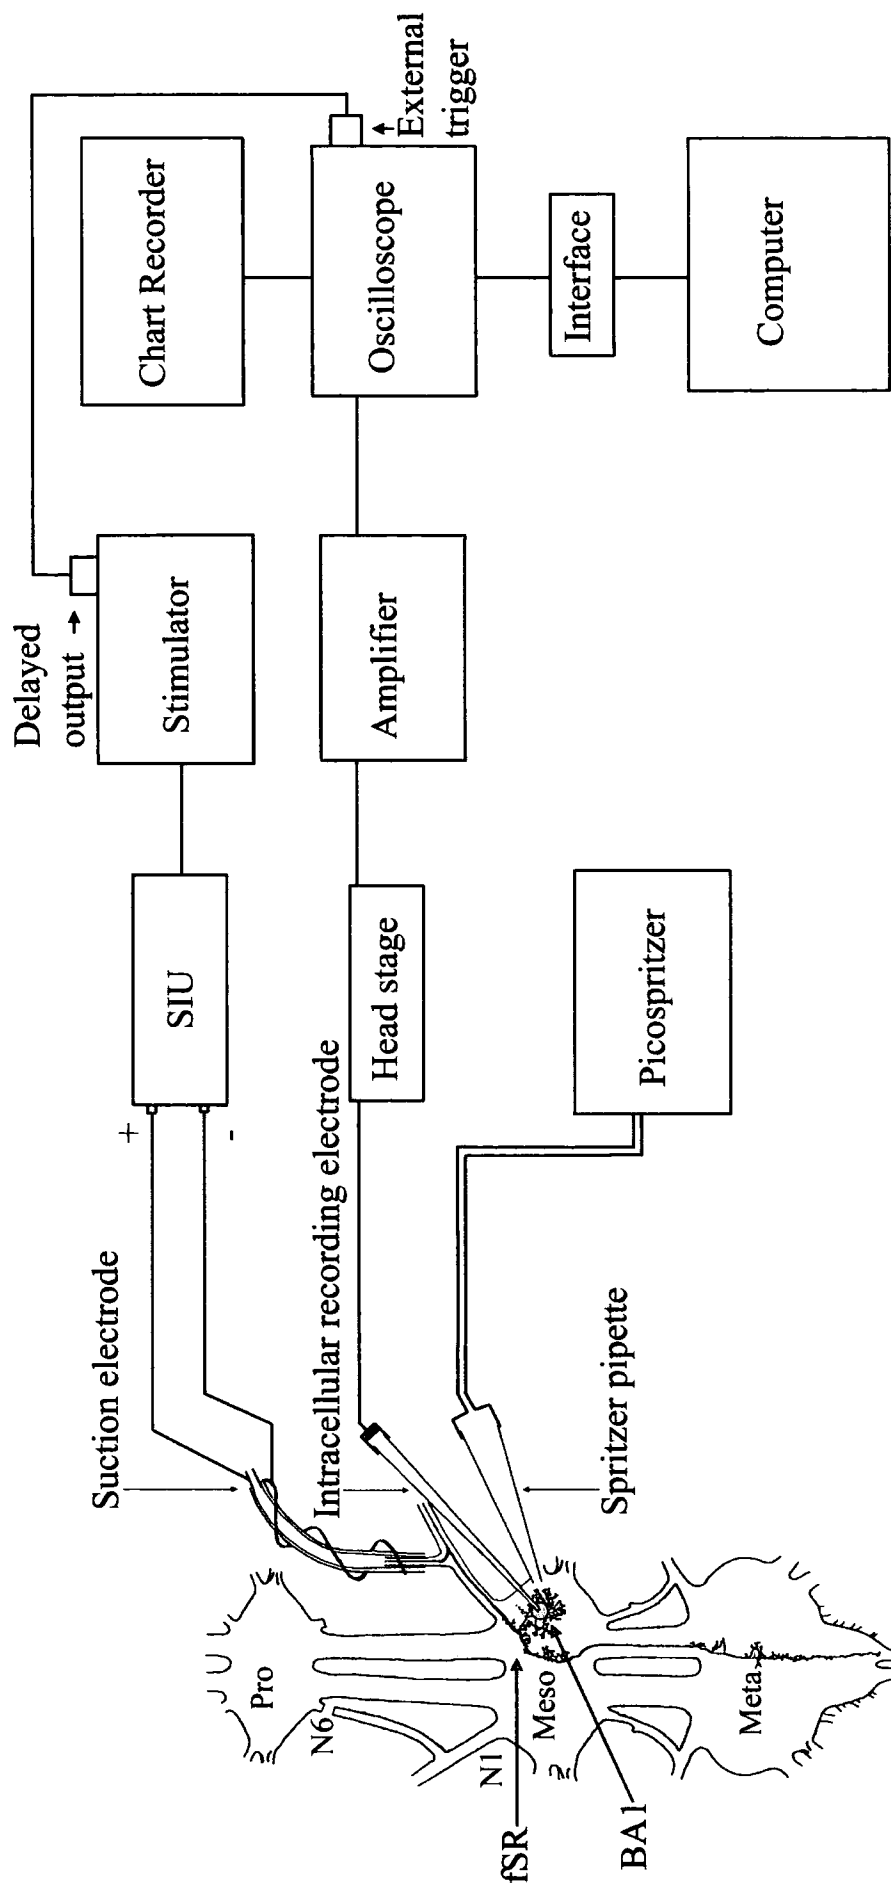 Delayed
output →
Stimulator
SIU
+
-
Suction electrode
Chart Recorder
Oscilloscope
External
trigger
Amplifier
Head stage
Intracellular recording electrode
Interface
Computer
Picospritzer
Spritzer pipette
Pro
N6
N1
Meso
Meta
fSR
BA1